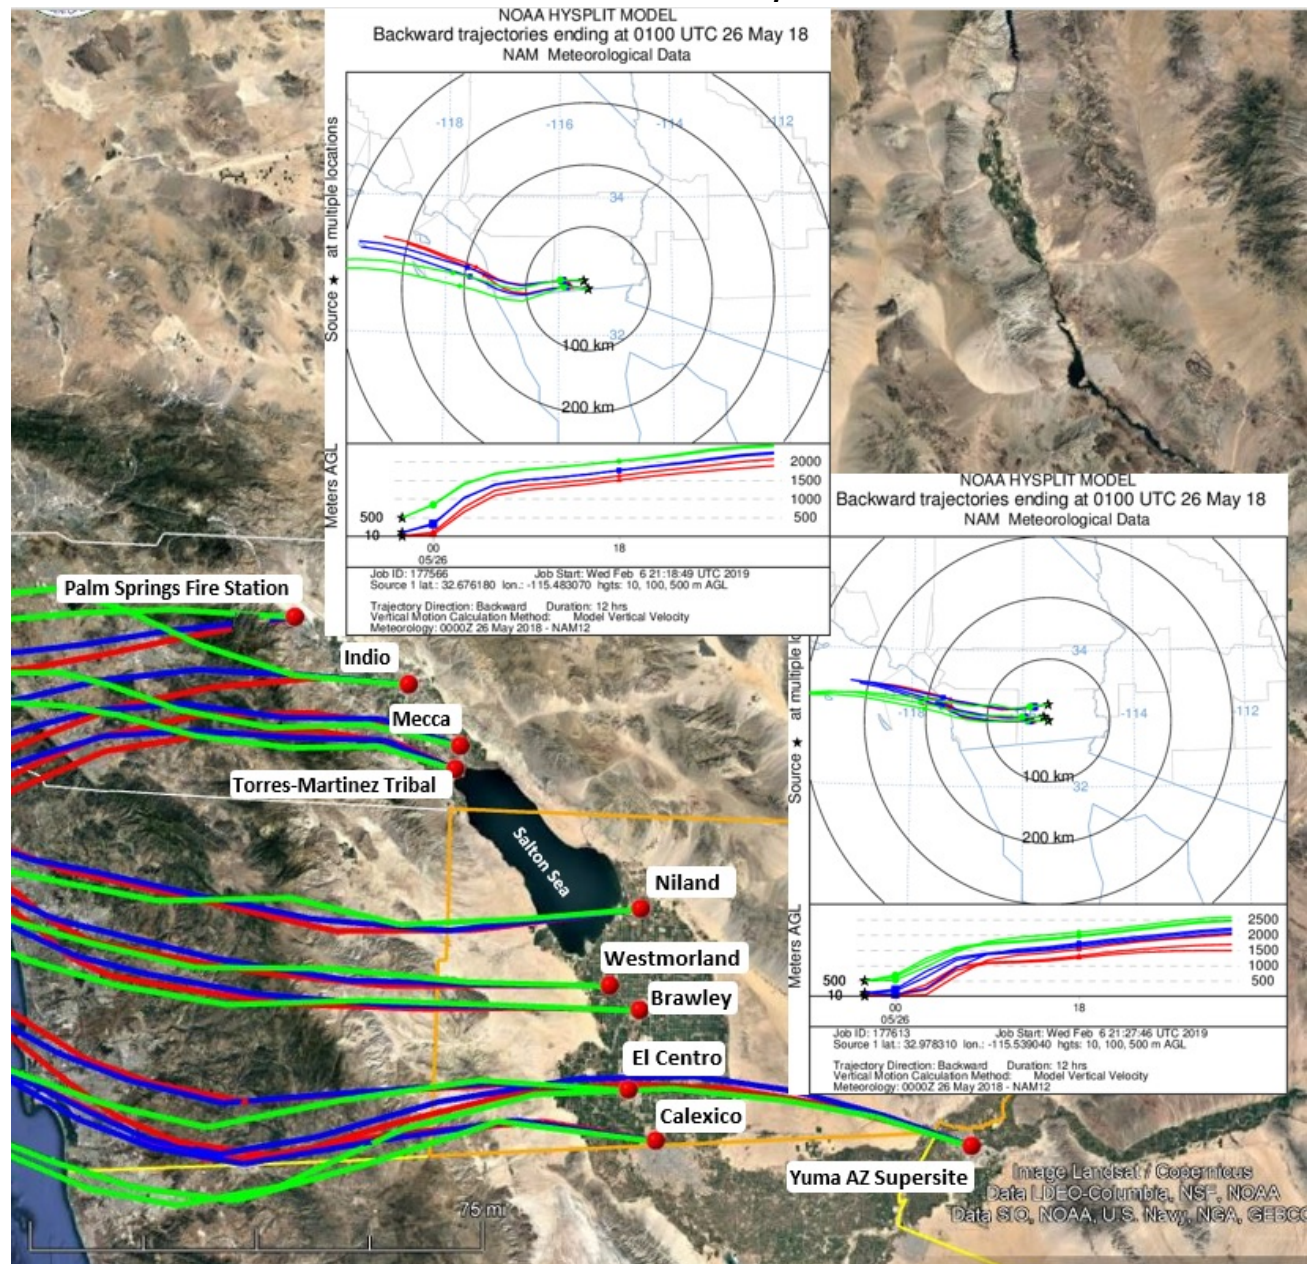 NOAA HYSPLIT MODEL
Backward trajectories ending at 0100 UTC 26 May 18
NAM Meteorological Data
Source ★ at multiple locations
-118
-116
-114
-112
34
32
100 km
200 km
Meters AGL
2000
1500
1000
500
500
10
00
18
05/26
Job ID: 177566 Job Start: Wed Feb 6 21:18:49 UTC 2019
Source 1 lat.: 32.676180 lon.: -115.483070 hgts: 10, 100, 500 m AGL
Trajectory Direction: Backward Duration: 12 hrs
Vertical Motion Calculation Method: Model Vertical Velocity
Meteorology: 0000Z 26 May 2018 - NAM12
NOAA HYSPLIT MODEL
Backward trajectories ending at 0100 UTC 26 May 18
NAM Meteorological Data
Source ★ at multiple
34
-118
-114
-112
32
100 km
200 km
Meters AGL
2500
2000
1500
1000
500
500
10
00
18
05/26
Job ID: 177613 Job Start: Wed Feb 6 21:27:46 UTC 2019
Source 1 lat.: 32.978310 lon.: -115.539040 hgts: 10, 100, 500 m AGL
Trajectory Direction: Backward Duration: 12 hrs
Vertical Motion Calculation Method: Model Vertical Velocity
Meteorology: 0000Z 26 May 2018 - NAM12
Palm Springs Fire Station
Indio
Mecca
Torres-Martinez Tribal
Salton Sea
Niland
Westmorland
Brawley
El Centro
Calexico
Yuma AZ Supersite
75 mi
Image Landsat / Copernicus
Data LDEO-Columbia, NSF, NOAA
Data SIO, NOAA, U.S. Navy, NGA, GEBCO